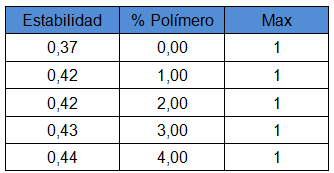 Estabilidad % Polímero Max
0,37 0,00 1
0,42 1,00 1
0,42 2,00 1
0,43 3,00 1
0,44 4,00 1